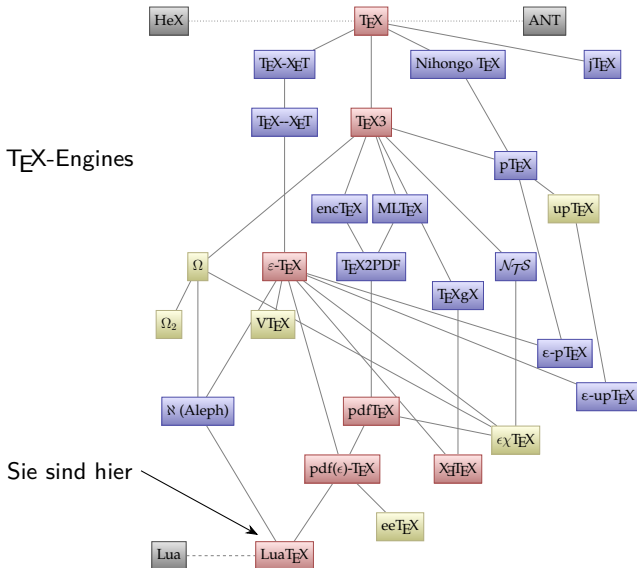 HeX TEX ANT
TEX-XET Nihongo TEX jTEX
TEX--XET TEX3
TEX-Engines
pTEX
encTEX MLTEX upTEX
Ω ε-TEX TEX2PDF NTS
TEXgX
Ω2 VTEX
ε-pTEX
ε-upTEX
ℵ (Aleph) pdfTEX
ϵχTEX
Sie sind hier pdf(ϵ)-TEX XƎTEX
eeTEX
Lua LuaTEX